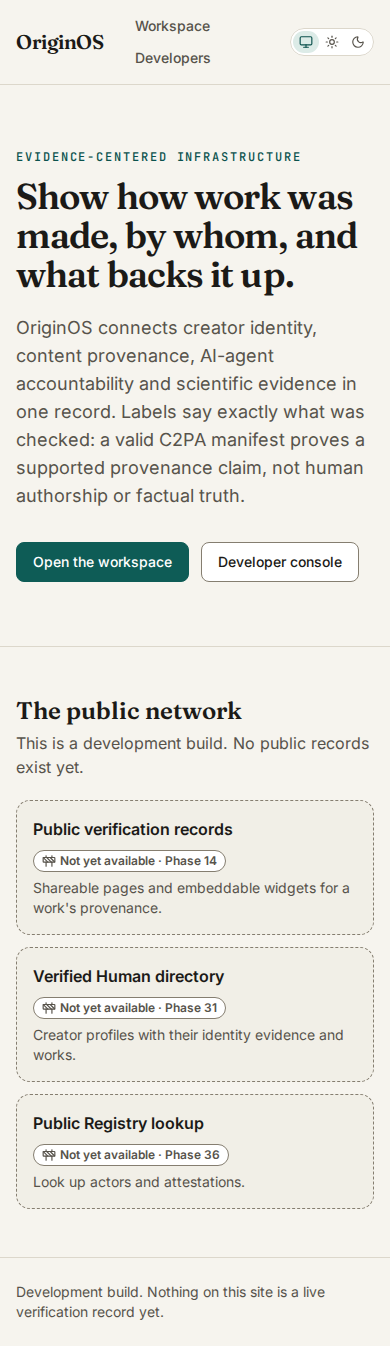 OriginOS
Workspace
Developers
EVIDENCE-CENTERED INFRASTRUCTURE
Show how work was
made, by whom, and
what backs it up.
OriginOS connects creator identity,
content provenance, AI-agent
accountability and scientific evidence in
one record. Labels say exactly what was
checked: a valid C2PA manifest proves a
supported provenance claim, not human
authorship or factual truth.
Open the workspace
Developer console
The public network
This is a development build. No public records
exist yet.
Public verification records
Not yet available · Phase 14
Shareable pages and embeddable widgets for a
work's provenance.
Verified Human directory
Not yet available · Phase 31
Creator profiles with their identity evidence and
works.
Public Registry lookup
Not yet available · Phase 36
Look up actors and attestations.
Development build. Nothing on this site is a live
verification record yet.